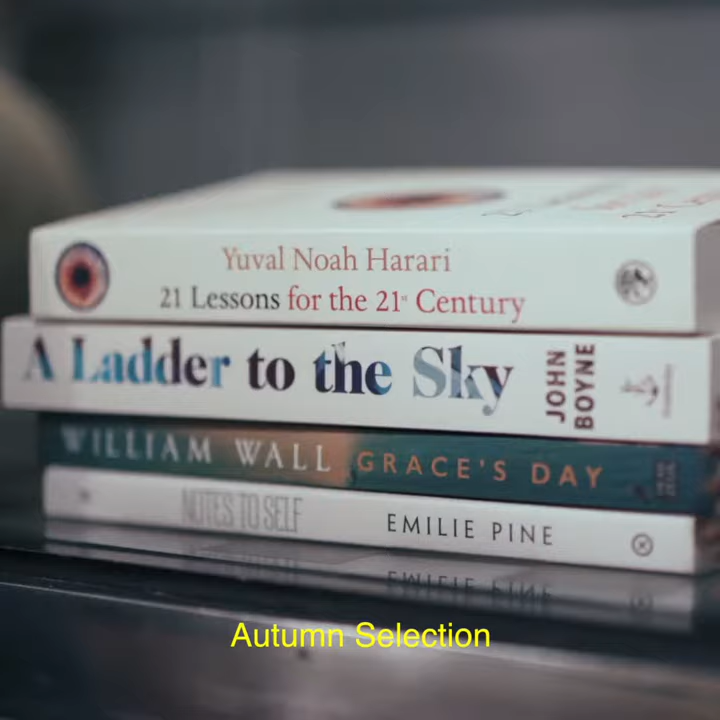 Yuval Noah Harari
21 Lessons for the 21st Century
A Ladder to the Sky
JOHN
BOYNE
WILLIAM WALL GRACE'S DAY
NOTES TO SELF EMILIE PINE
Autumn Selection